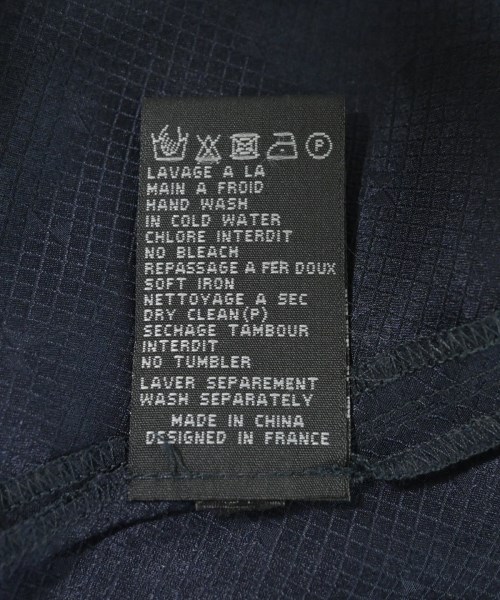 P
LAVAGE A LA
MAIN A FROID
HAND WASH
IN COLD WATER
CHLORE INTERDIT
NO BLEACH
REPASSAGE A FER DOUX
SOFT IRON
NETTOYAGE A SEC
DRY CLEAN(P)
SECHAGE TAMBOUR
INTERDIT
NO TUMBLER
LAVER SEPAREMENT
WASH SEPARATELY
MADE IN CHINA
DSSIGNED IN FRANCE